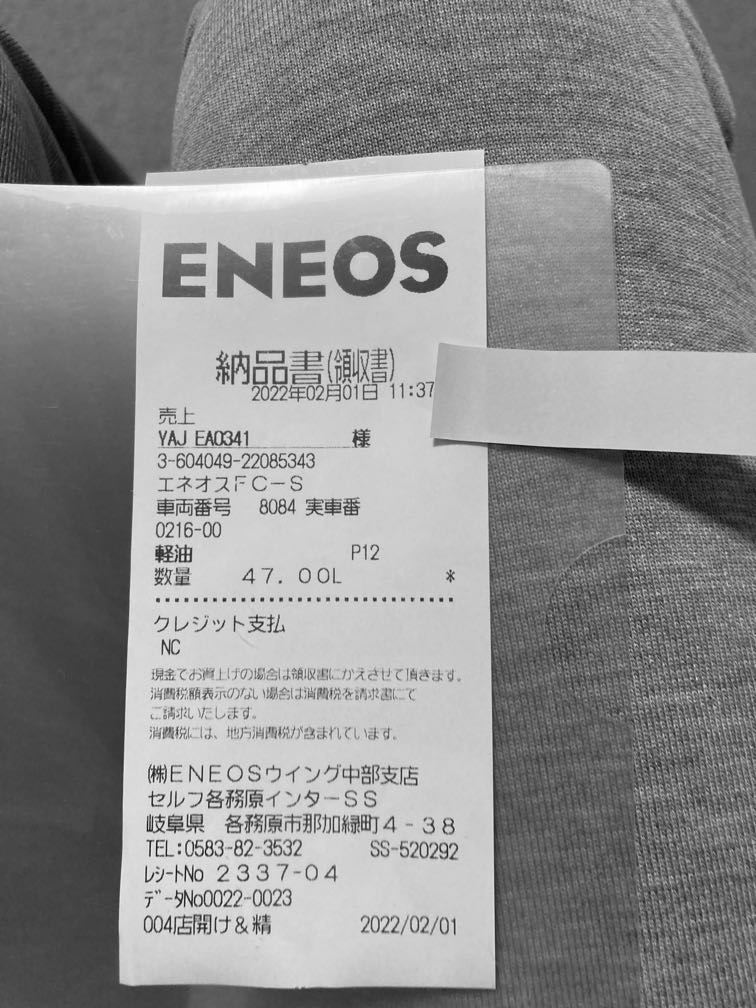 ENEOS
納品書(領収書)
2022年02月01日 11:37
売上
YAJ EA0341 様
3-604049-22085343
エネオスFC-S
車両番号 8084 実車番
0216-00
軽油 P12
数量 47.00L *
クレジット支払
NC
現金でお買上げの場合は領収書にかえさせて頂きます。
消費税額表示のない場合は消費税を請求書にて
ご請求いたします。
消費税には、地方消費税が含まれています。
(株)ENEOSウイング中部支店
セルフ各務原インターSS
岐阜県 各務原市那加緑町4-38
TEL:0583-82-3532 SS-520292
レシートNo 2337-04
データNo0022-0023
004店開け&精 2022/02/01